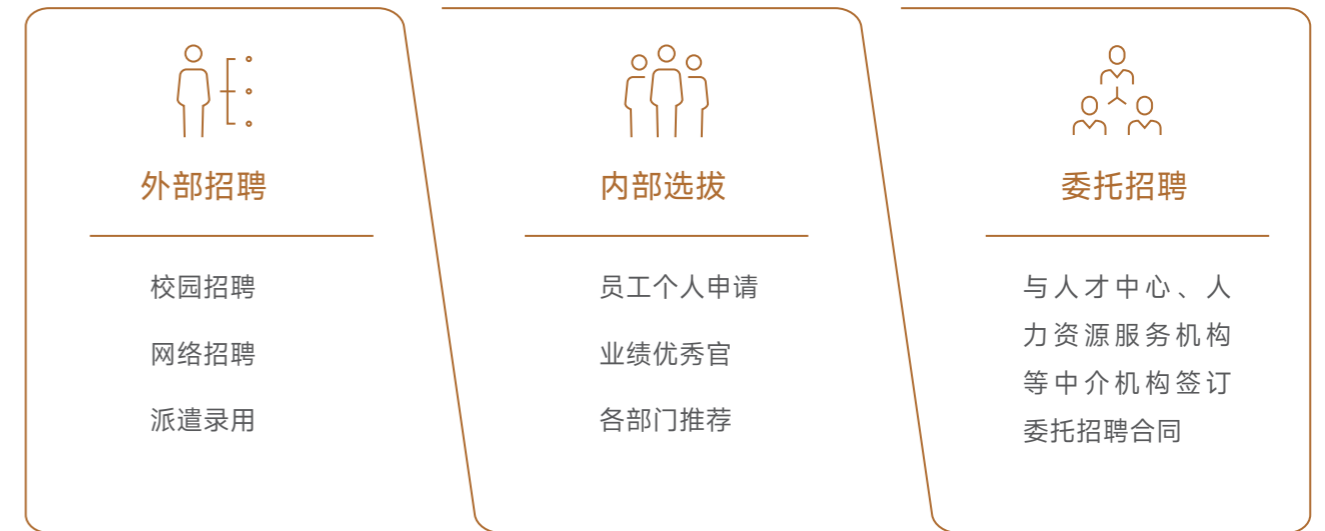 外部招聘
校园招聘
网络招聘
派遣录用
内部选拔
员工个人申请
业绩优秀官
各部门推荐
委托招聘
与人才中心、人
力资源服务机构
等中介机构签订
委托招聘合同